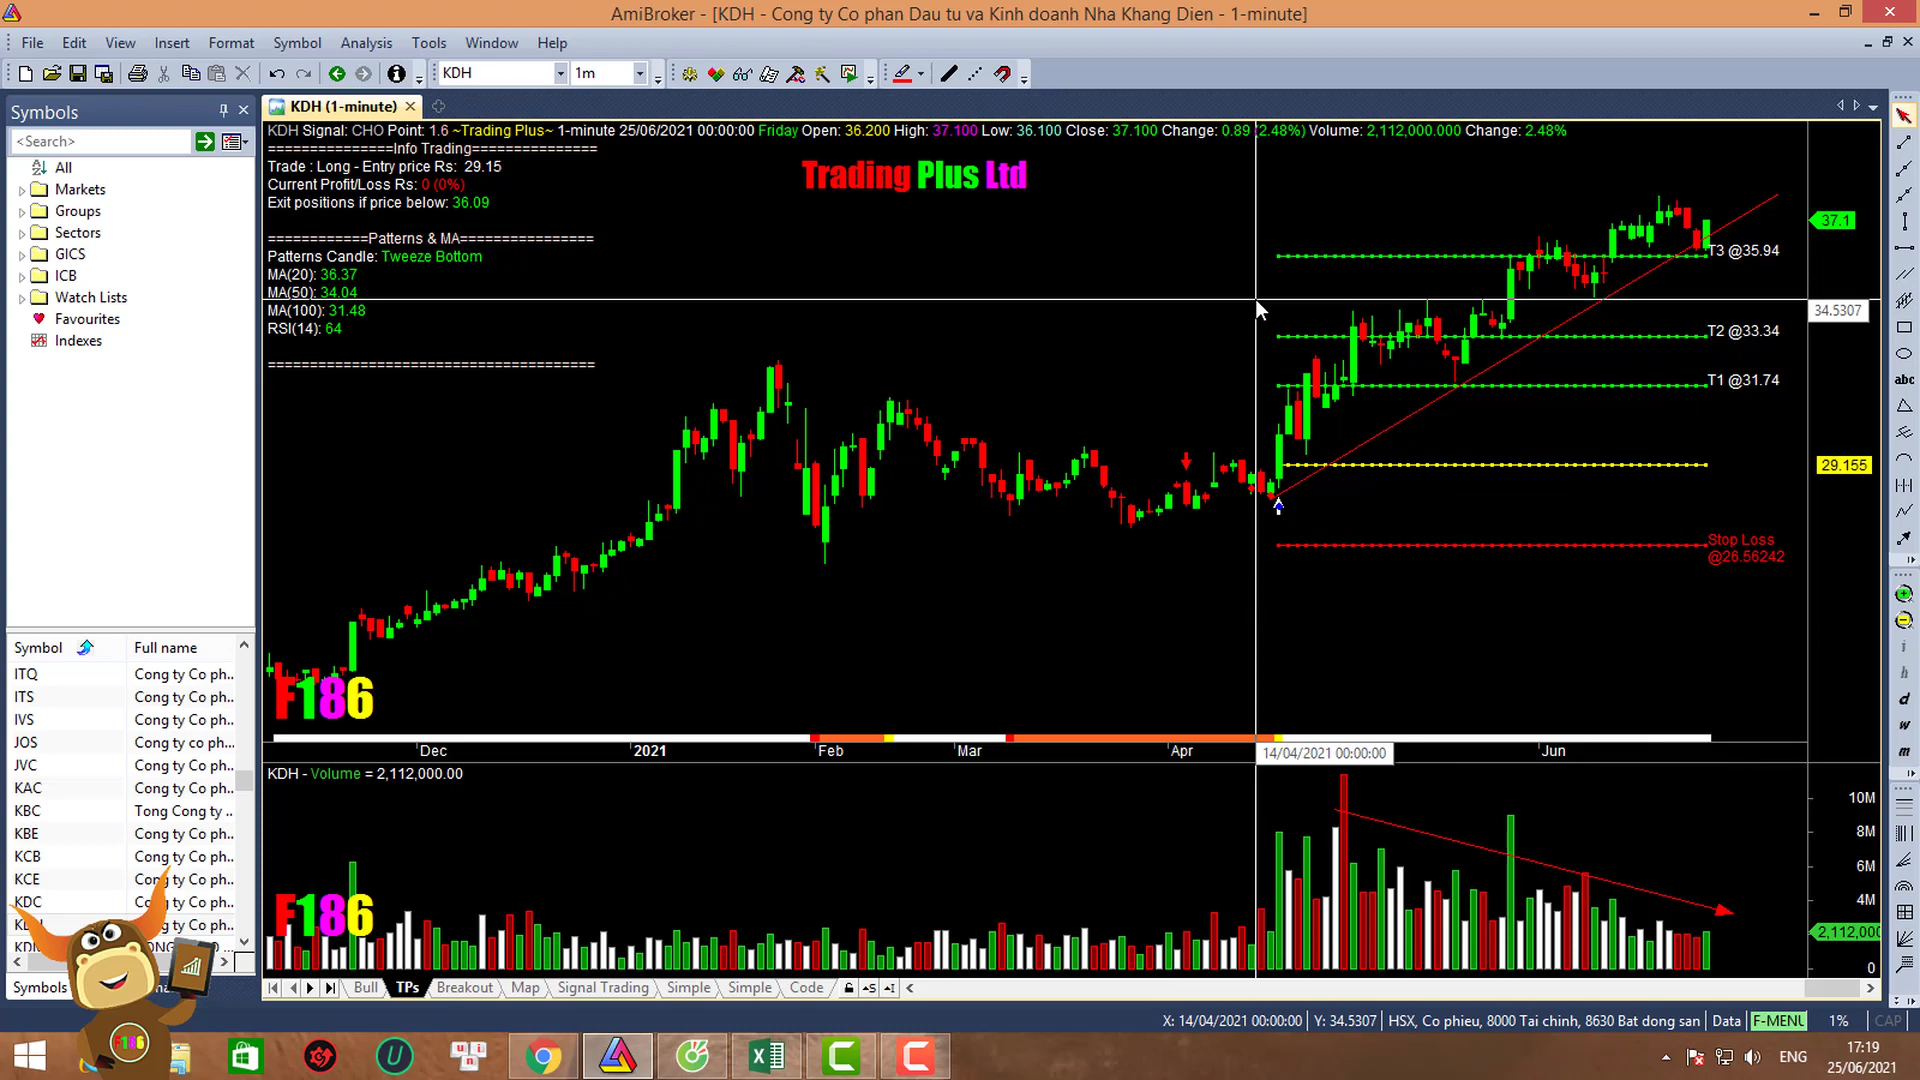 AmiBroker - [KDH - Cong ty Co phan Dau tu va Kinh doanh Nha Khang Dien - 1-minute]
File Edit View Insert Format Symbol Analysis Tools Window Help
KDH 1m
Symbols
KDH (1-minute)
<Search>
All
Markets
Groups
Sectors
GICS
ICB
Watch Lists
Favourites
Indexes
KDH Signal: CHO Point: 1.6 ~Trading Plus~ 1-minute 25/06/2021 00:00:00 Friday Open: 36.200 High: 37.100 Low: 36.100 Close: 37.100 Change: 0.89 (2.48%) Volume: 2,112,000.000 Change: 2.48%
===============Info Trading===============
Trade : Long - Entry price Rs: 29.15
Current Profit/Loss Rs: 0 (0%)
Exit positions if price below: 36.09
============Patterns & MA================
Patterns Candle: Tweeze Bottom
MA(20): 36.37
MA(50): 34.04
MA(100): 31.48
RSI(14): 64
=======================================
Trading Plus Ltd
37.1
T3 @35.94
34.5307
T2 @33.34
T1 @31.74
29.155
Stop Loss
@26.56242
F186
Dec 2021 Feb Mar Apr 14/04/2021 00:00:00 Jun
KDH - Volume = 2,112,000.00
10M
8M
6M
4M
2,112,000
0
F186
Symbol Full name
ITQ Cong ty Co ph..
ITS Cong ty Co ph..
IVS Cong ty Co ph..
JOS Cong ty co ph..
JVC Cong ty Co ph..
KAC Cong ty Co ph..
KBC Tong Cong ty ..
KBE Cong ty Co ph..
KCB Cong ty Co ph..
KCE Cong ty Co ph..
KDC Cong ty Co ph..
Cong ty Co ph..
Symbols
Bull TPs Breakout Map Signal Trading Simple Simple Code
X: 14/04/2021 00:00:00 Y: 34.5307 HSX, Co phieu, 8000 Tai chinh, 8630 Bat dong san Data F-MENU 1% CAP
abc
i
h
d
w
m
F186
ENG
17:19
25/06/2021